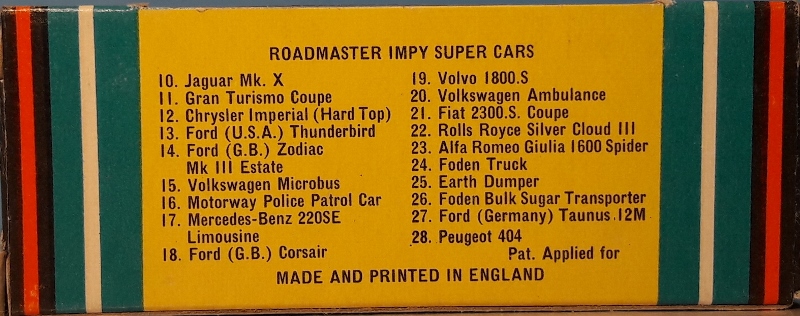 ROADMASTER IMPY SUPER CARS
10. Jaguar Mk. X
11. Gran Turismo Coupe
12. Chrysler Imperial (Hard Top)
13. Ford (U.S.A.) Thunderbird
14. Ford (G.B.) Zodiac
Mk III Estate
15. Volkswagen Microbus
16. Motorway Police Patrol Car
17. Mercedes-Benz 220SE
Limousine
18. Ford (G.B.) Corsair
19. Volvo 1800.S
20. Volkswagen Ambulance
21. Fiat 2300.S. Coupe
22. Rolls Royce Silver Cloud III
23. Alfa Romeo Giulia 1600 Spider
24. Foden Truck
25. Earth Dumper
26. Foden Bulk Sugar Transporter
27. Ford (Germany) Taunus.12M
28. Peugeot 404
Pat. Applied for
MADE AND PRINTED IN ENGLAND